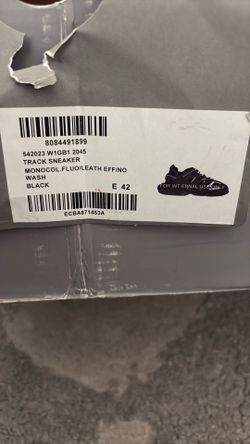 8084491899
542023 W1GB1 2045
TRACK SNEAKER
MONOCOL.FLUO/LEATH EFF/NO
WASH
BLACK E 42
FOR INTERNAL USE ONLY
ECBA871453A